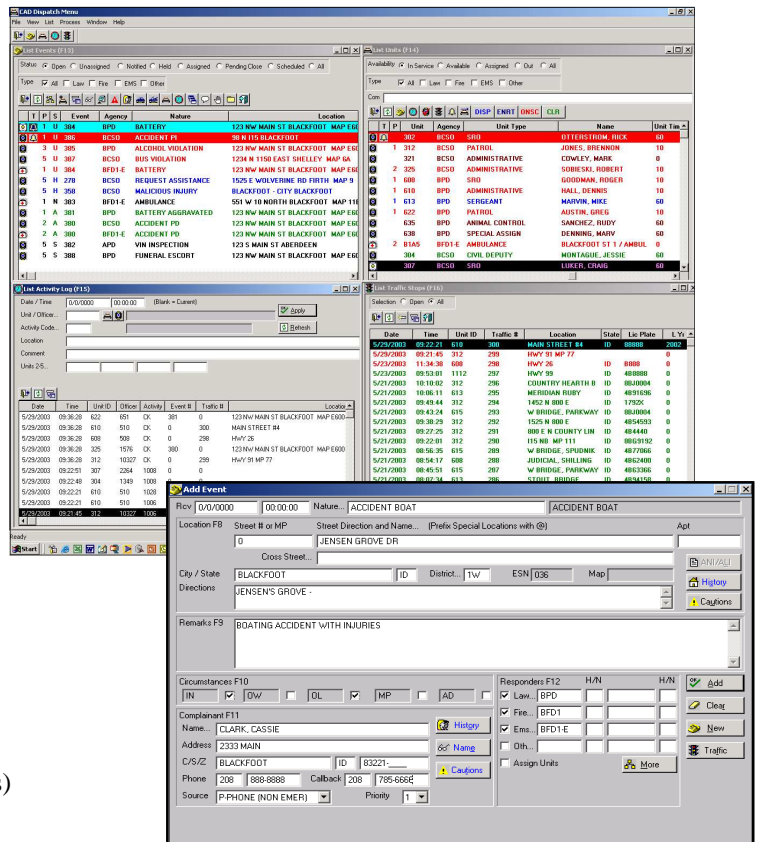 CAD Dispatch Menu
File View List Process Window Help
List Events (F13)
Status Open Unassigned Notified Held Assigned Pending Close Scheduled All
Type All Law Fire EMS Other
T P S Event Agency Nature Location
1 U 384 BPD BATTERY 123 NW MAIN ST BLACKFOOT MAP E60
1 U 386 BCSO ACCIDENT PI 98 N I15 BLACKFOOT
3 U 385 BPD ALCOHOL VIOLATION 123 NW MAIN ST BLACKFOOT MAP E60
5 U 387 BCSO BUS VIOLATION 1234 N 1150 EAST SHELLEY MAP 6A
1 U 384 BFD1-E BATTERY 123 NW MAIN ST BLACKFOOT MAP E60
5 H 278 BCSO REQUEST ASSISTANCE 1525 E WOLVERINE RD FIRTH MAP 9
5 H 358 BCSO MALICIOUS INJURY BLACKFOOT - CITY BLACKFOOT
1 N 383 BFD1-E AMBULANCE 551 W 10 NORTH BLACKFOOT MAP 11
1 A 381 BPD BATTERY AGGRAVATED 123 NW MAIN ST BLACKFOOT MAP E60
2 A 380 BCSO ACCIDENT PD 123 NW MAIN ST BLACKFOOT MAP E60
2 A 380 BFD1-E ACCIDENT PD 123 NW MAIN ST BLACKFOOT MAP E60
5 S 382 APD VIN INSPECTION 123 S MAIN ST ABERDEEN
5 S 388 BPD FUNERAL ESCORT 123 NW MAIN ST BLACKFOOT MAP E60
List Units (F14)
Availability In Service Available Assigned Out All
Type All Law Fire EMS Other
Com
DISP ENRT ONSC CLR
T P Unit Agency Unit Type Name Unit Tim
302 BCSO SRO OTTERSTROM, RICK 60
1 312 BCSO PATROL JONES, BRENNON 10
321 BCSO ADMINISTRATIVE COWLEY, MARK 0
2 325 BCSO ADMINISTRATIVE SOBIESKI, ROBERT 10
1 608 BPD SRO GOODMAN, ROGER 10
1 610 BPD ADMINISTRATIVE HALL, DENNIS 10
1 613 BPD SERGEANT MARVIN, MIKE 60
1 622 BPD PATROL AUSTIN, GREG 10
635 BPD ANIMAL CONTROL SANCHEZ, RUDY 60
638 BPD SPECIAL ASSIGN DENNING, MARV 60
2 B1A5 BFD1-E AMBULANCE BLACKFOOT ST 1 / AMBUL 0
304 BCSO CIVIL DEPUTY MONTAGUE, JESSIE 60
307 BCSO SRO LUKER, CRAIG 60
List Activity Log (F15)
Date / Time 0/0/0000 00:00:00 (Blank = Current)
Unit / Officer... Apply
Activity Code... Refresh
Location
Comment
Units 2-5...
Date Time Unit ID Officer Activity Event # Traffic # Location
5/29/2003 09:36:28 622 651 CK 381 0 123 NW MAIN ST BLACKFOOT MAP E600
5/29/2003 09:36:28 610 510 CK 0 300 MAIN STREET #4
5/29/2003 09:36:28 608 508 CK 0 298 HWY 26
5/29/2003 09:36:28 325 1576 CK 380 0 123 NW MAIN ST BLACKFOOT MAP E600
5/29/2003 09:36:28 312 10327 CK 0 299 HWY 91 MP 77
5/29/2003 09:22:51 307 2264 1008 0 0
5/29/2003 09:22:48 304 1349 1008 0
5/29/2003 09:22:21 610 510 1028 0
5/29/2003 09:22:21 610 510 1006 0
5/29/2003 09:21:45 312 10327 1006 0
List Traffic Stops (F16)
Selection Open All
Date Time Unit ID Traffic # Location State Lic Plate L Yr
5/29/2003 09:22:21 610 300 MAIN STREET #4 ID 88888 2002
5/29/2003 09:21:45 312 299 HWY 91 MP 77 0
5/23/2003 11:34:38 608 298 HWY 26 ID B888 0
5/23/2003 09:53:01 1112 297 HWY 99 ID 4B8888 0
5/21/2003 10:10:02 312 296 COUNTRY HEARTH B ID 8BJ0004 0
5/21/2003 10:06:11 613 295 MERIDIAN RUBY ID 4B91696 0
5/21/2003 09:49:44 312 294 1452 N 800 E ID 1792X 0
5/21/2003 09:43:24 615 293 W BRIDGE, PARKWAY ID 8BJ0004 0
5/21/2003 09:38:29 312 292 1525 N 800 E ID 4B54593 0
5/21/2003 09:27:25 312 291 800 E N COUNTY LIN ID 4B4440 0
5/21/2003 09:22:01 312 290 I15 NB MP 111 ID 8BG9192 0
5/21/2003 08:56:35 615 289 W BRIDGE, SPUDNIK ID 4B77066 0
5/21/2003 08:54:17 608 288 JUDICIAL, SHILLING ID 4B62400 0
5/21/2003 08:45:51 615 287 W BRIDGE, PARKWAY ID 4B63366 0
5/21/2003 08:07:34 613 286 STOUT, BRIDGE ID 4B94158 0
Ready
Start
Add Event
Rcv 0/0/0000 00:00:00 Nature... ACCIDENT BOAT ACCIDENT BOAT
Location F8 Street # or MP Street Direction and Name... (Prefix Special Locations with @) Apt
0 JENSEN GROVE DR
Cross Street...
ANI/ALI
City / State BLACKFOOT ID District... 1W ESN 036 Map
History
Directions JENSEN'S GROVE -
Cautions
Remarks F9 BOATING ACCIDENT WITH INJURIES
Circumstances F10
IN OW OL MP AD
Responders F12 H/N H/N
Law... BPD
Fire... BFD1
Ems... BFD1-E
Oth...
Assign Units More
Add
Clear
New
Traffic
Complainant F11
Name... CLARK, CASSIE History
Address 2333 MAIN Name
C/S/Z BLACKFOOT ID 83221-____ Cautions
Phone 208 888-8888 Callback 208 785-6666
Source P-PHONE (NON EMER) Priority 1
s)